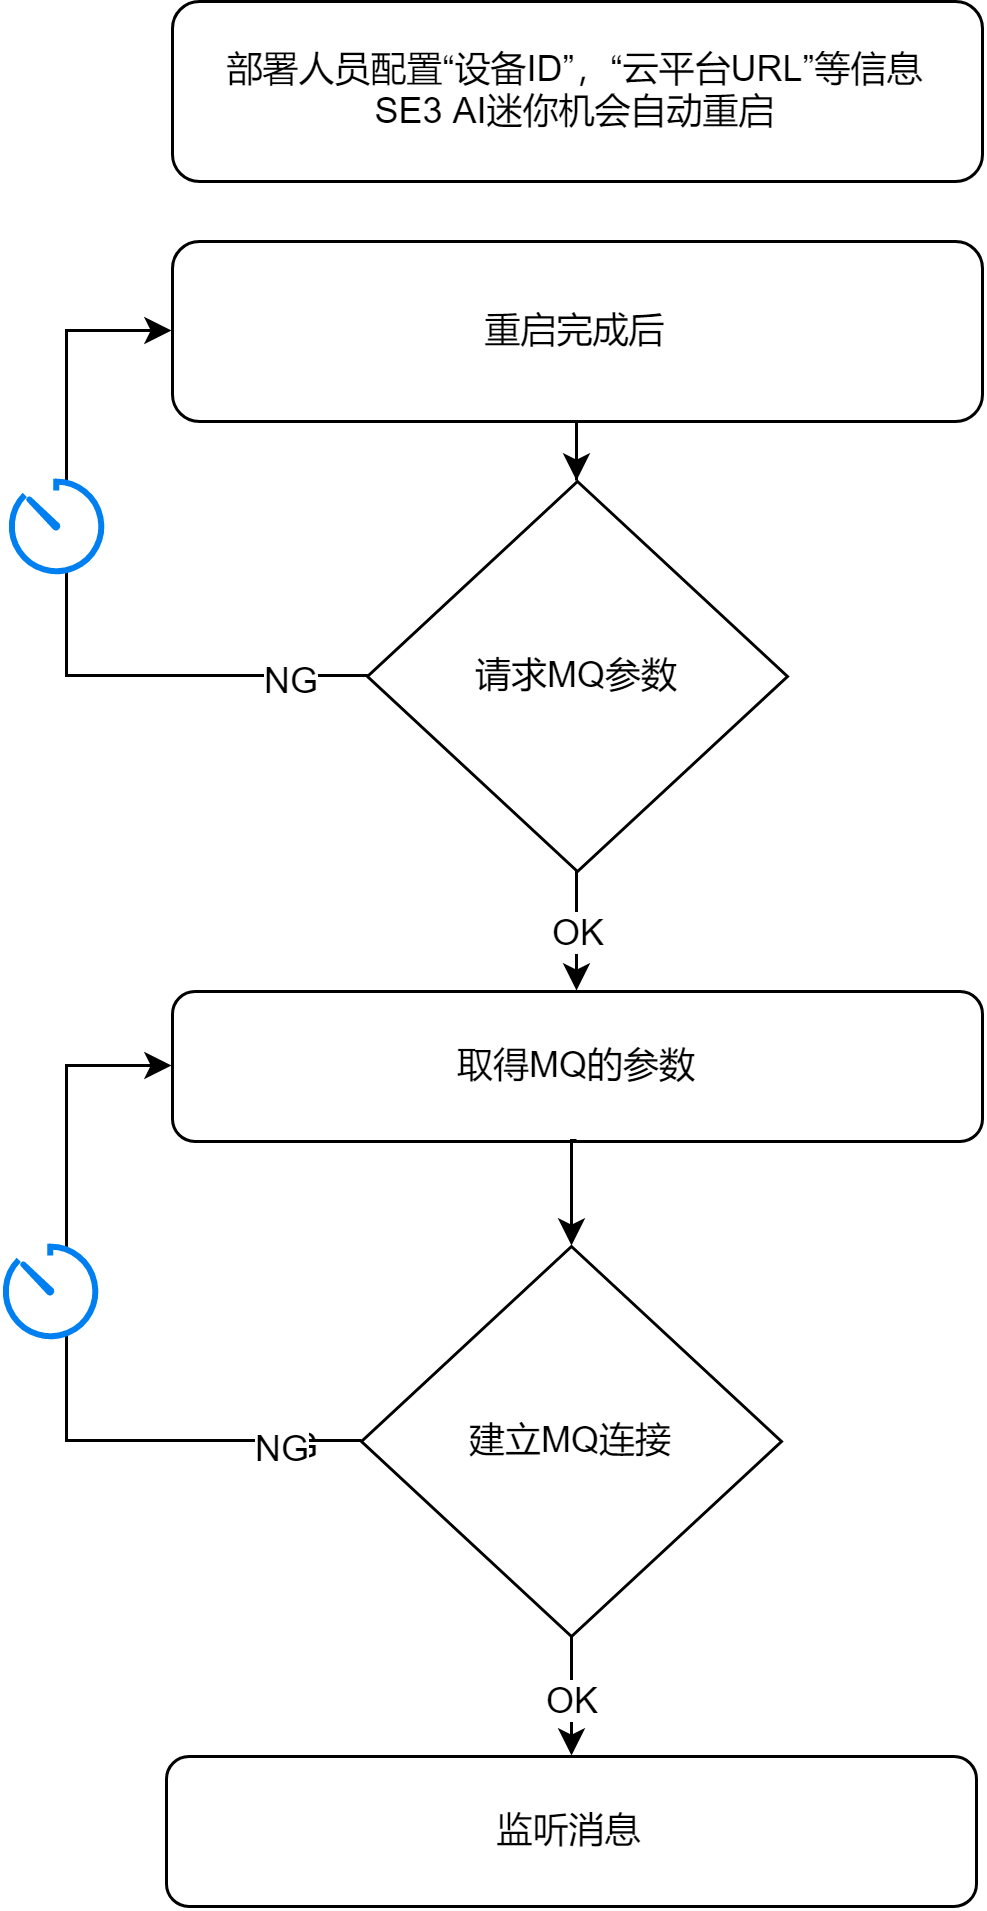 部署人员配置“设备ID”，“云平台URL”等信息
SE3 AI迷你机会自动重启
重启完成后
请求MQ参数
NG
OK
取得MQ的参数
建立MQ连接
NG
OK
监听消息